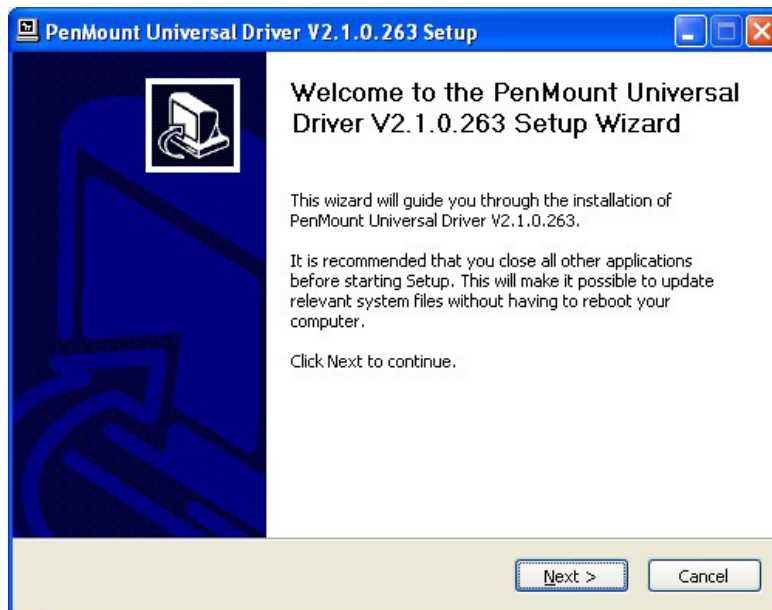 PenMount Universal Driver V2.1.0.263 Setup
Welcome to the PenMount Universal
Driver V2.1.0.263 Setup Wizard
This wizard will guide you through the installation of
PenMount Universal Driver V2.1.0.263.
It is recommended that you close all other applications
before starting Setup. This will make it possible to update
relevant system files without having to reboot your
computer.
Click Next to continue.
Next >
Cancel